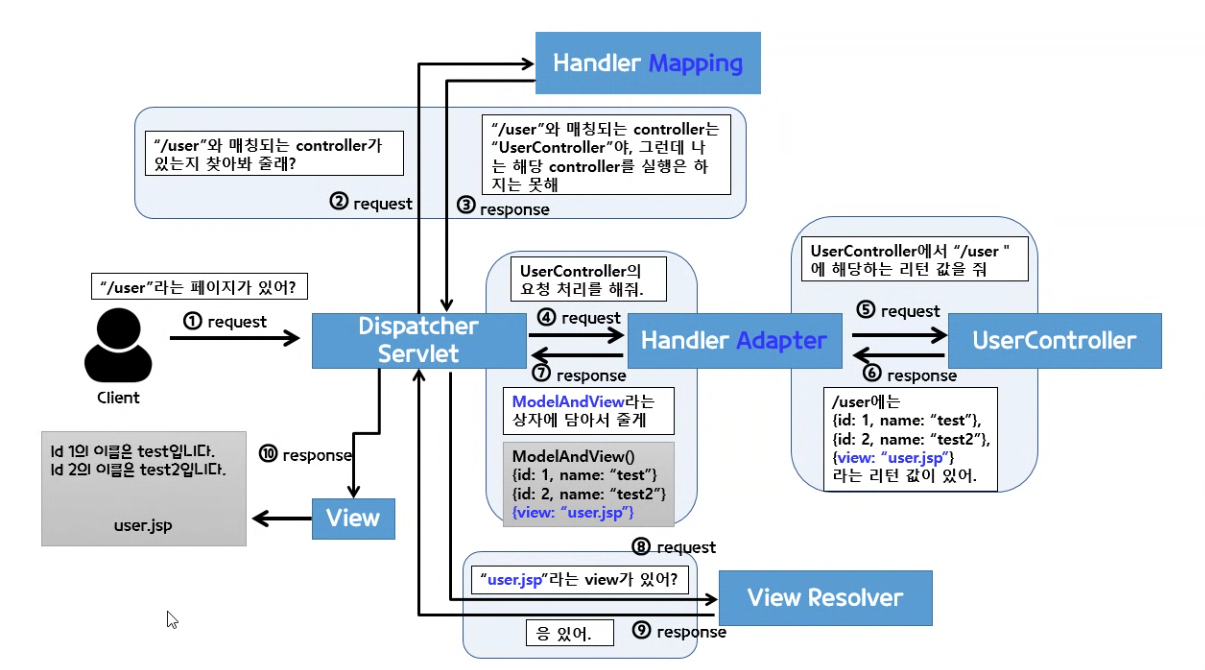 Handler Mapping
"/user"와 매칭되는 controller가
있는지 찾아봐 줄래?
"/user"와 매칭되는 controller는
"UserController"야, 그런데 나
는 해당 controller를 실행은 하
지는 못해
② request
③ response
"/user"라는 페이지가 있어?
① request
Client
Dispatcher
Servlet
UserController의
요청 처리를 해줘.
④ request
Handler Adapter
UserController에서 "/user "
에 해당하는 리턴 값을 줘
⑤ request
UserController
⑥ response
/user에는
{id: 1, name: "test"},
{id: 2, name: "test2"},
{view: "user.jsp"}
라는 리턴 값이 있어.
⑦ response
ModelAndView라는
상자에 담아서 줄게
ModelAndView()
{id: 1, name: "test"}
{id: 2, name: "test2"}
{view: "user.jsp"}
⑧ request
"user.jsp"라는 view가 있어?
View Resolver
응 있어.
⑨ response
⑩ response
View
Id 1의 이름은 test입니다.
Id 2의 이름은 test2입니다.
user.jsp